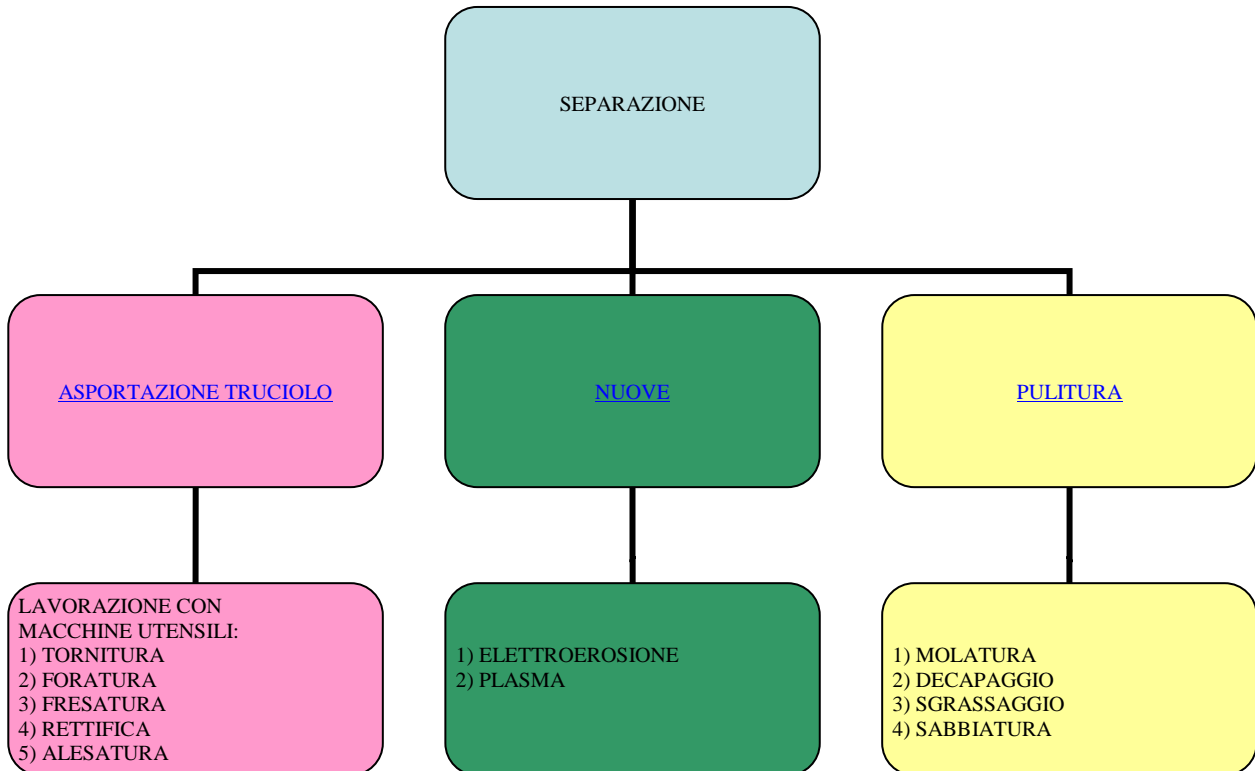 SEPARAZIONE
ASPORTAZIONE TRUCIOLO
NUOVE
PULITURA
LAVORAZIONE CON
MACCHINE UTENSILI:
1) TORNITURA
2) FORATURA
3) FRESATURA
4) RETTIFICA
5) ALESATURA
1) ELETTROEROSIONE
2) PLASMA
1) MOLATURA
2) DECAPAGGIO
3) SGRASSAGGIO
4) SABBIATURA